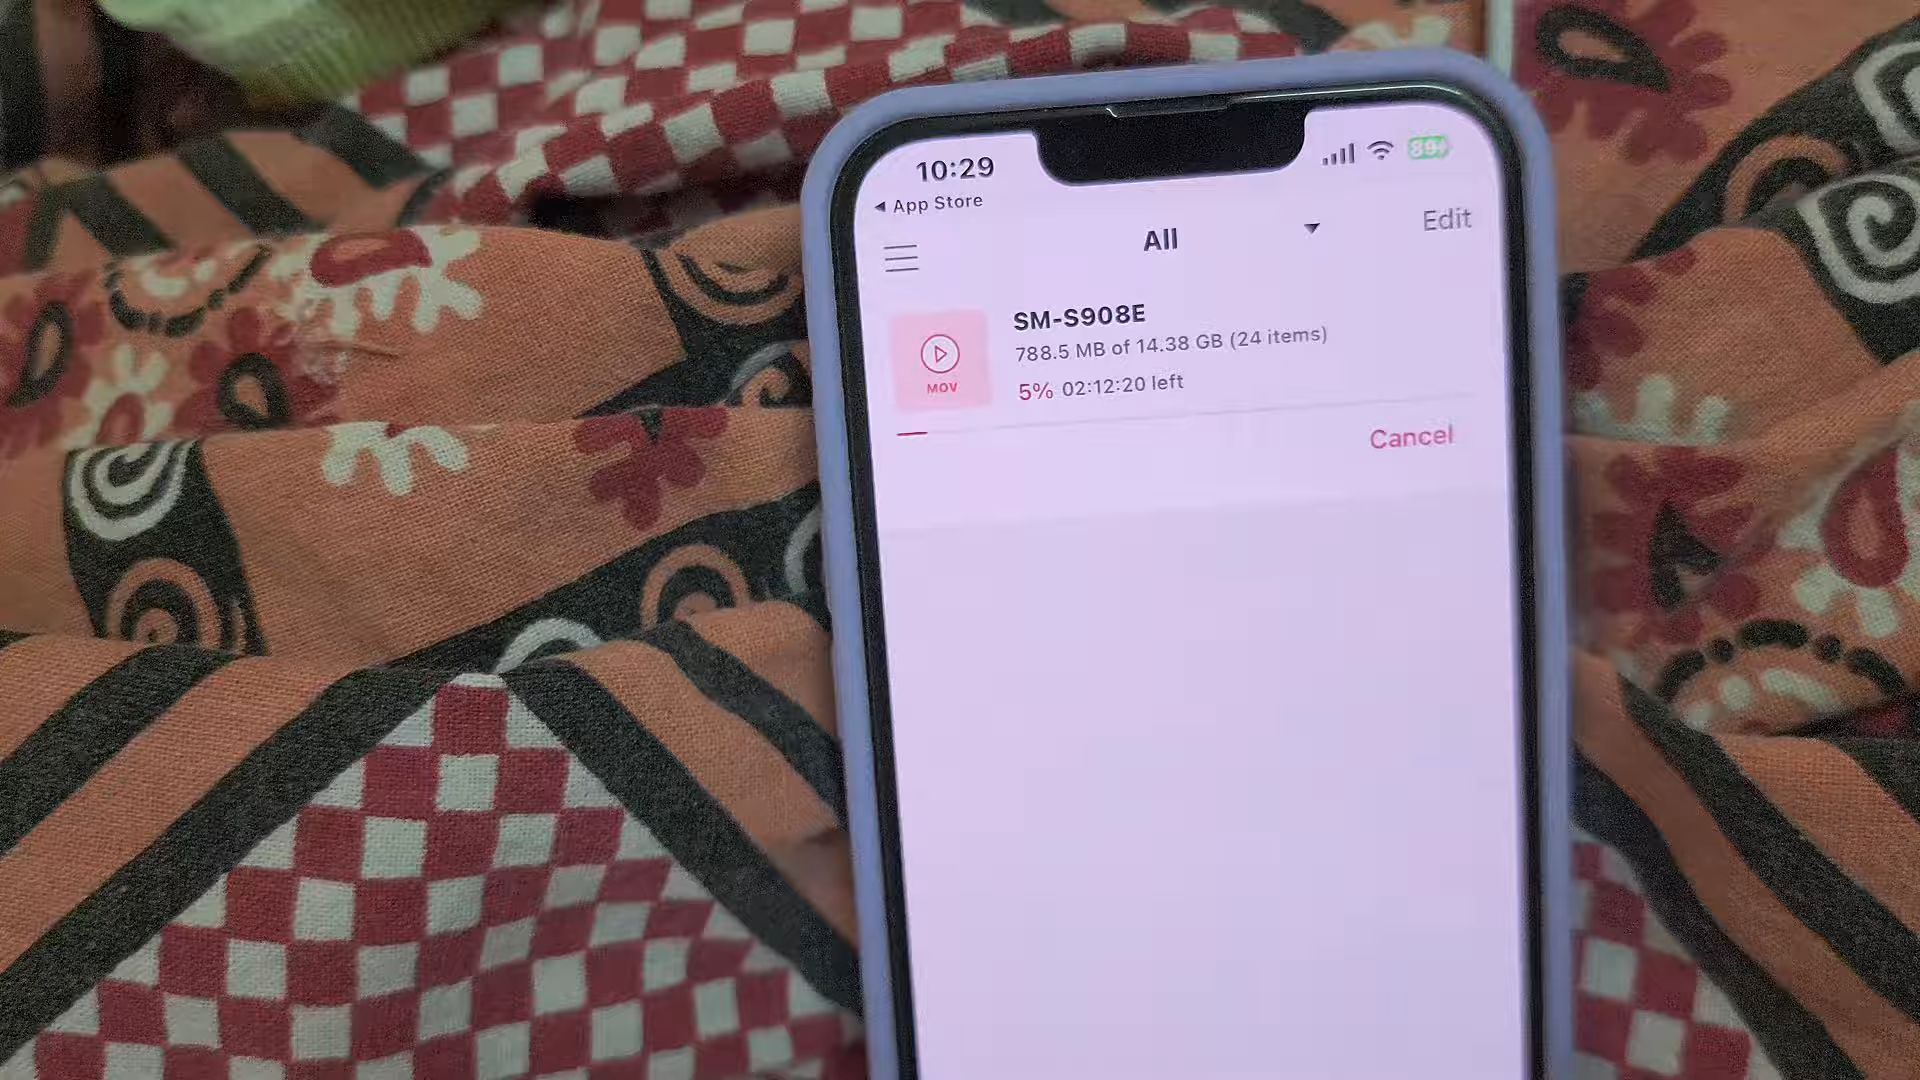 10:29
89
◀ App Store
All ▼
Edit
SM-S908E
788.5 MB of 14.38 GB (24 items)
MOV
5% 02:12:20 left
Cancel